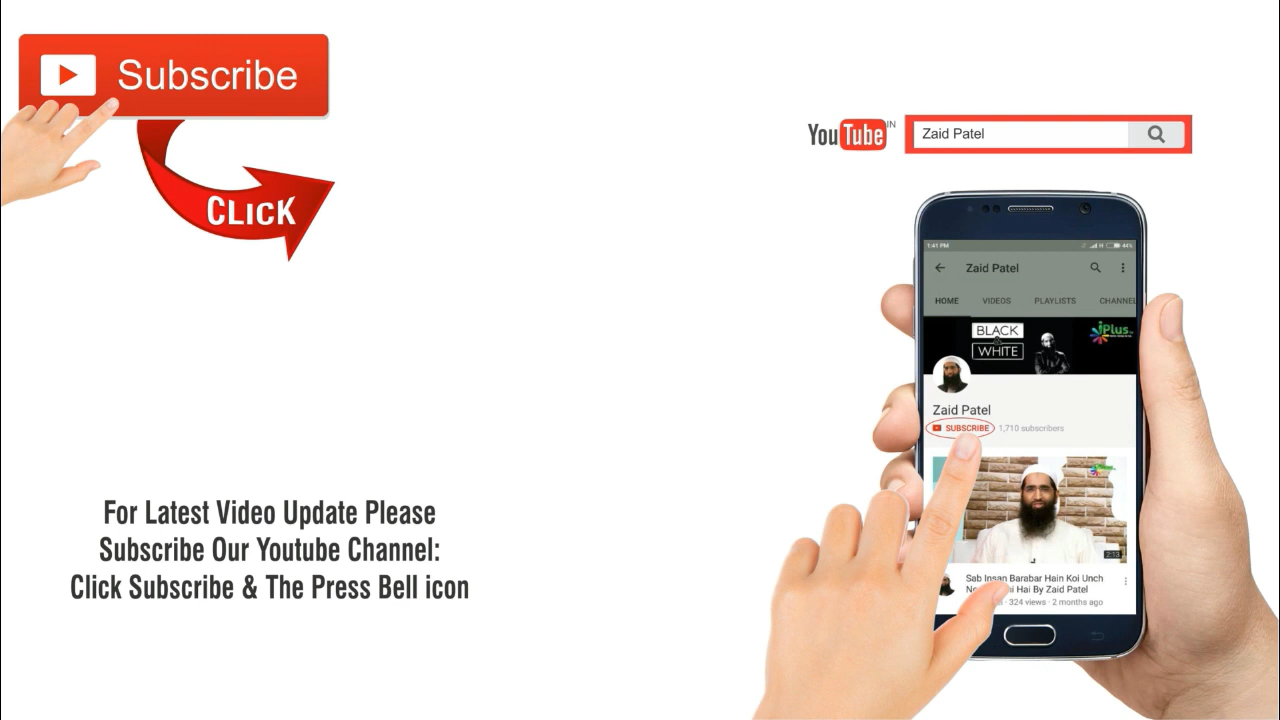 Subscribe
CLICK
YouTube IN
Zaid Patel
1:41 PM
H 44%
Zaid Patel
HOME VIDEOS PLAYLISTS CHANNEL
BLACK
&
WHITE
iPlus
Zaid Patel
SUBSCRIBE 1,710 subscribers
2:13
Sab Insan Barabar Hain Koi Unch
Hai By Zaid Patel
324 views · 2 months ago
For Latest Video Update Please
Subscribe Our Youtube Channel:
Click Subscribe & The Press Bell icon